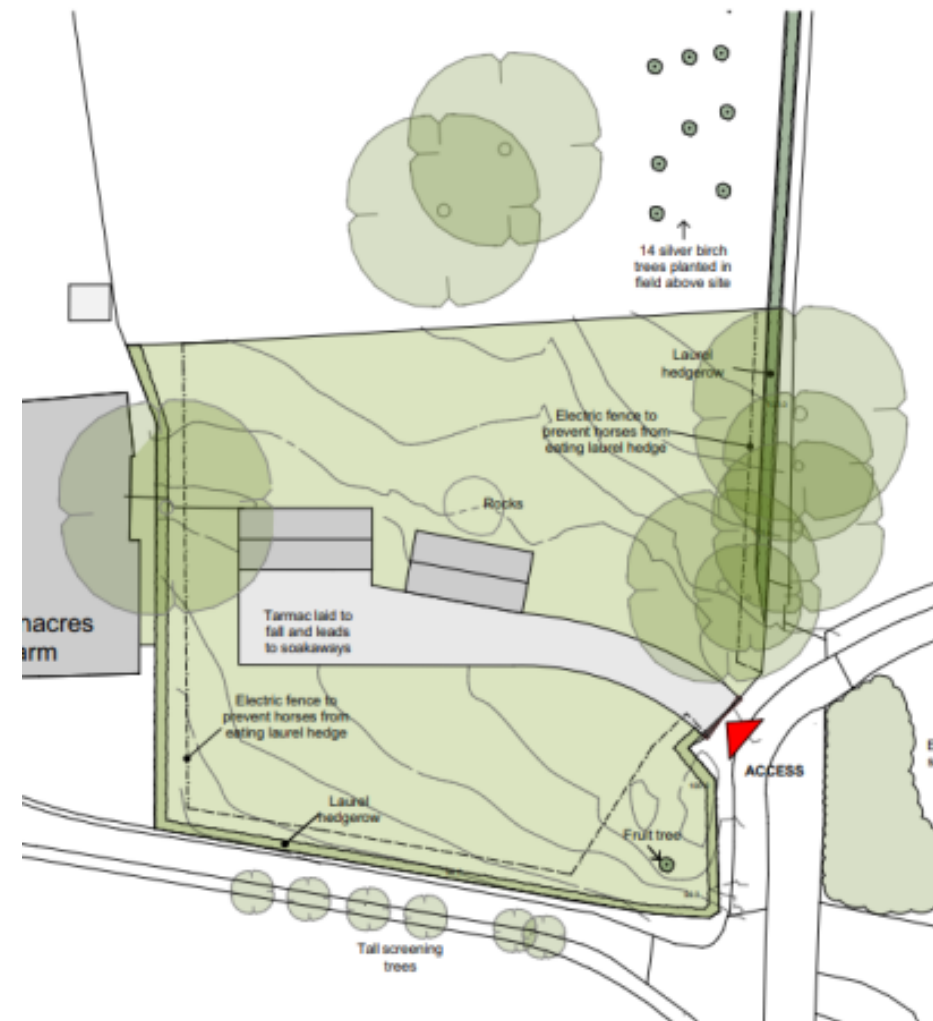 14 silver birch
trees planted in
field above site
Laurel
hedgerow
Electric fence to
prevent horses from
eating laurel hedge
Rocks
Tarmac laid to
fall and leads
to soakaways
nacres
arm
Electric fence to
prevent horses from
eating laurel hedge
ACCESS
Laurel
hedgerow
Fruit tree
Tall screening
trees